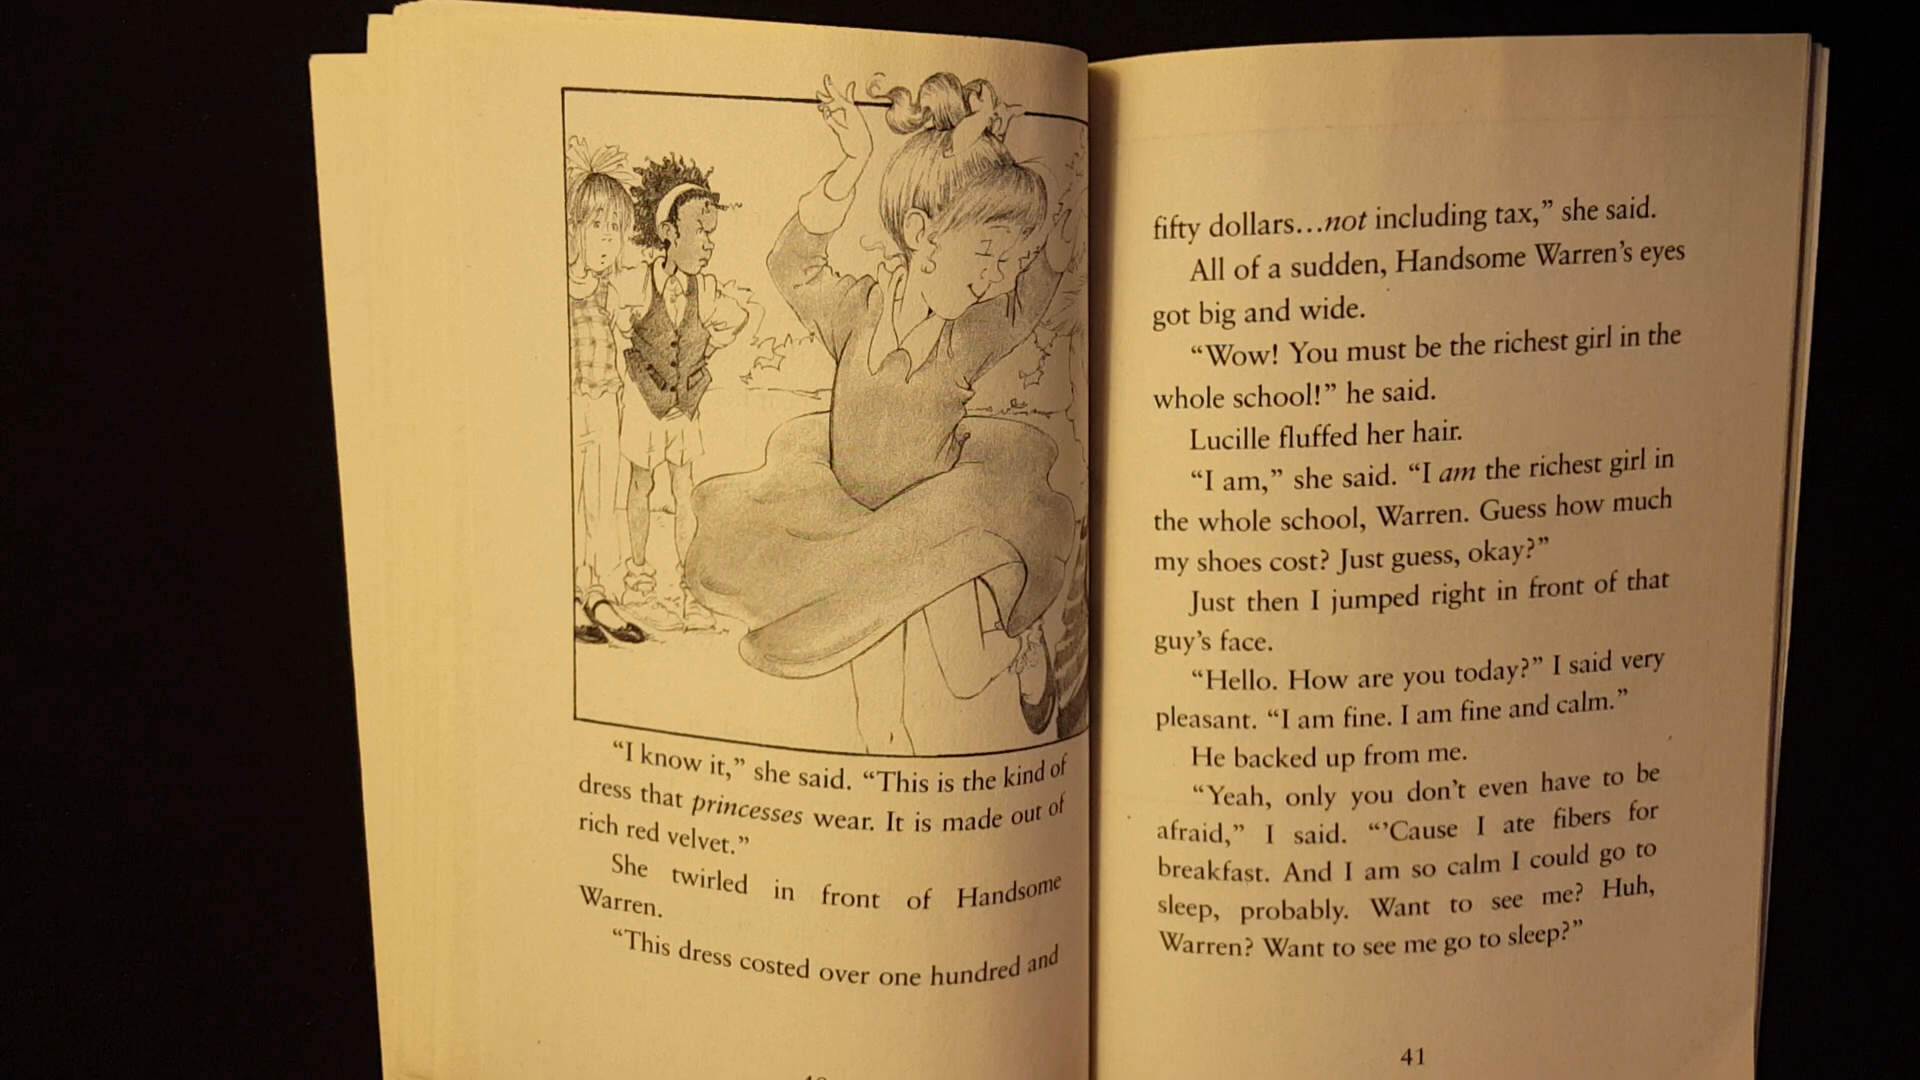 “I know it,” she said. “This is the kind of
dress that princesses wear. It is made out of
rich red velvet.”
She twirled in front of Handsome
Warren.
“This dress costed over one hundred and
fifty dollars…not including tax,” she said.
All of a sudden, Handsome Warren’s eyes
got big and wide.
“Wow! You must be the richest girl in the
whole school!” he said.
Lucille fluffed her hair.
“I am,” she said. “I am the richest girl in
the whole school, Warren. Guess how much
my shoes cost? Just guess, okay?”
Just then I jumped right in front of that
guy’s face.
“Hello. How are you today?” I said very
pleasant. “I am fine. I am fine and calm.”
He backed up from me.
“Yeah, only you don’t even have to be
afraid,” I said. “’Cause I ate fibers for
breakfast. And I am so calm I could go to
sleep, probably. Want to see me? Huh,
Warren? Want to see me go to sleep?”
41